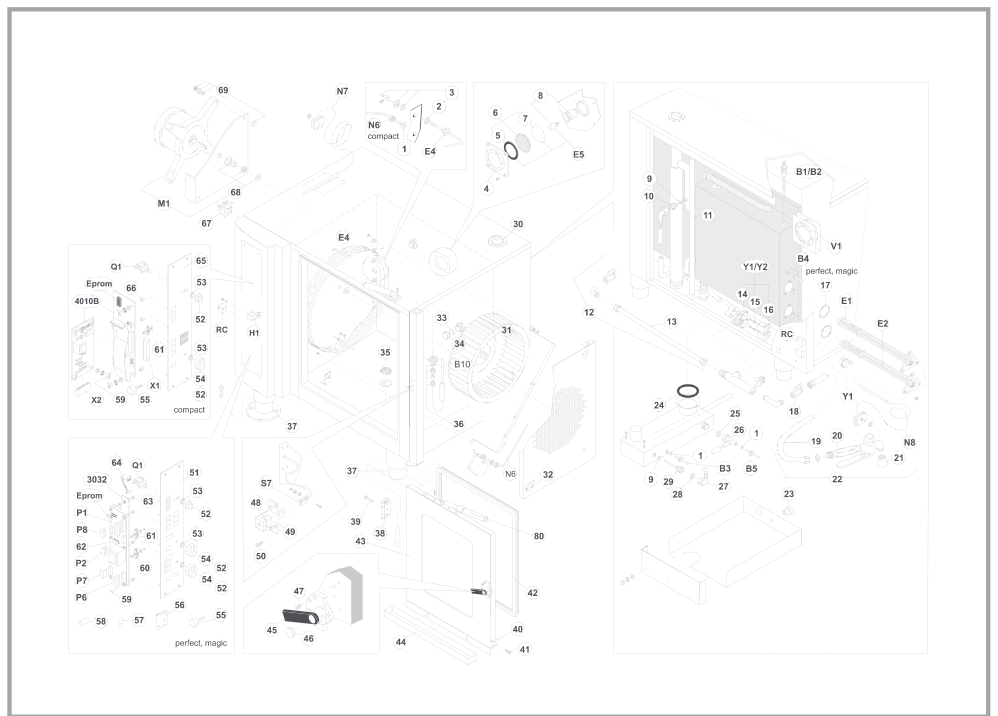 69
N7
3
2
N6
compact
1
E4
8
6
7
5
E5
4
M1
68
67
B1/B2
9
10
11
V1
B4
perfect, magic
Y1/Y2
14
15
16
17
E1
E2
RC
12
13
30
E4
Q1
65
Eprom
66
53
4010B
52
RC
H1
61
53
54
X1
X2
59
55
52
compact
33
31
34
B10
35
36
37
N6
32
24
25
26
1
1
B3
B5
9
29
28
27
18
Y1
19
20
N8
21
22
23
64
Q1
51
3032
53
Eprom
63
52
P1
P8
61
53
62
54
52
P2
60
54
P7
52
P6
59
56
58
57
55
perfect, magic
S7
48
49
50
37
39
38
43
80
42
47
45
46
44
40
41